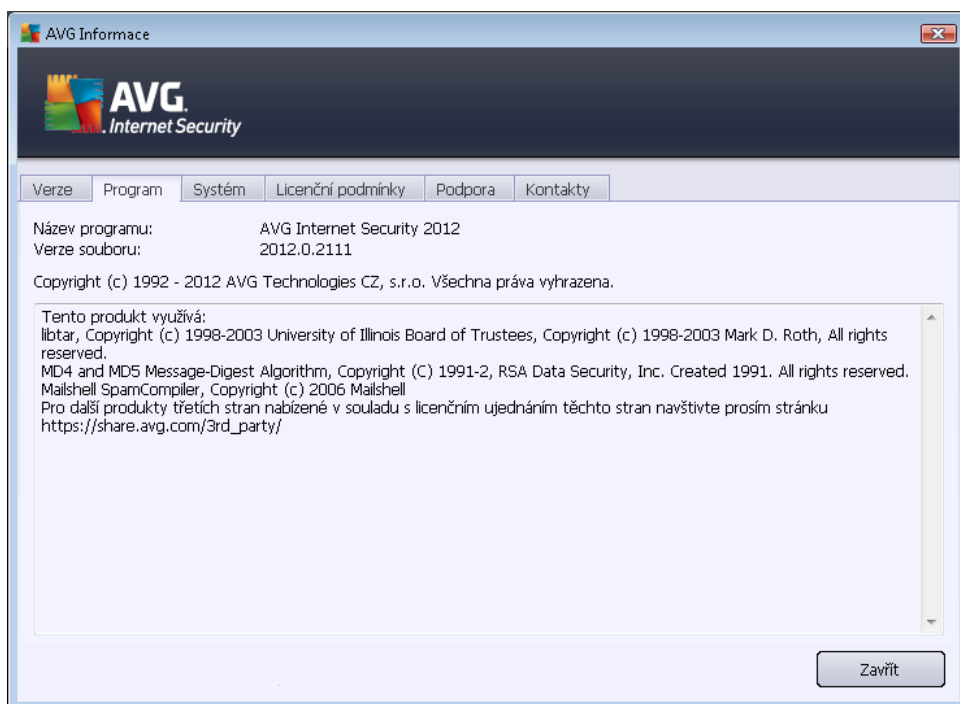 AVG Informace
AVG.
Internet Security
Verze Program Systém Licenční podmínky Podpora Kontakty
Název programu: AVG Internet Security 2012
Verze souboru: 2012.0.2111
Copyright (c) 1992 - 2012 AVG Technologies CZ, s.r.o. Všechna práva vyhrazena.
Tento produkt využívá:
libtar, Copyright (c) 1998-2003 University of Illinois Board of Trustees, Copyright (c) 1998-2003 Mark D. Roth, All rights
reserved.
MD4 and MD5 Message-Digest Algorithm, Copyright (C) 1991-2, RSA Data Security, Inc. Created 1991. All rights reserved.
Mailshell SpamCompiler, Copyright (c) 2006 Mailshell
Pro další produkty třetích stran nabízené v souladu s licenčním ujednáním těchto stran navštivte prosím stránku
https://share.avg.com/3rd_party/
Zavřít